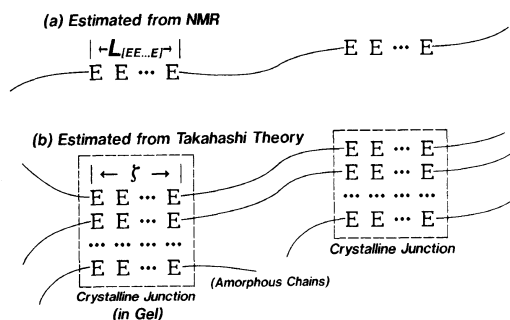 (a) Estimated from NMR
|←L[EE...E]→|
E E ··· E
E E ··· E
(b) Estimated from Takahashi Theory
|← ζ →|
E E ··· E
E E ··· E
··· ··· ··· ···
E E ··· E
Crystalline Junction
(in Gel)
(Amorphous Chains)
E E ··· E
E E ··· E
··· ··· ··· ···
E E ··· E
Crystalline Junction